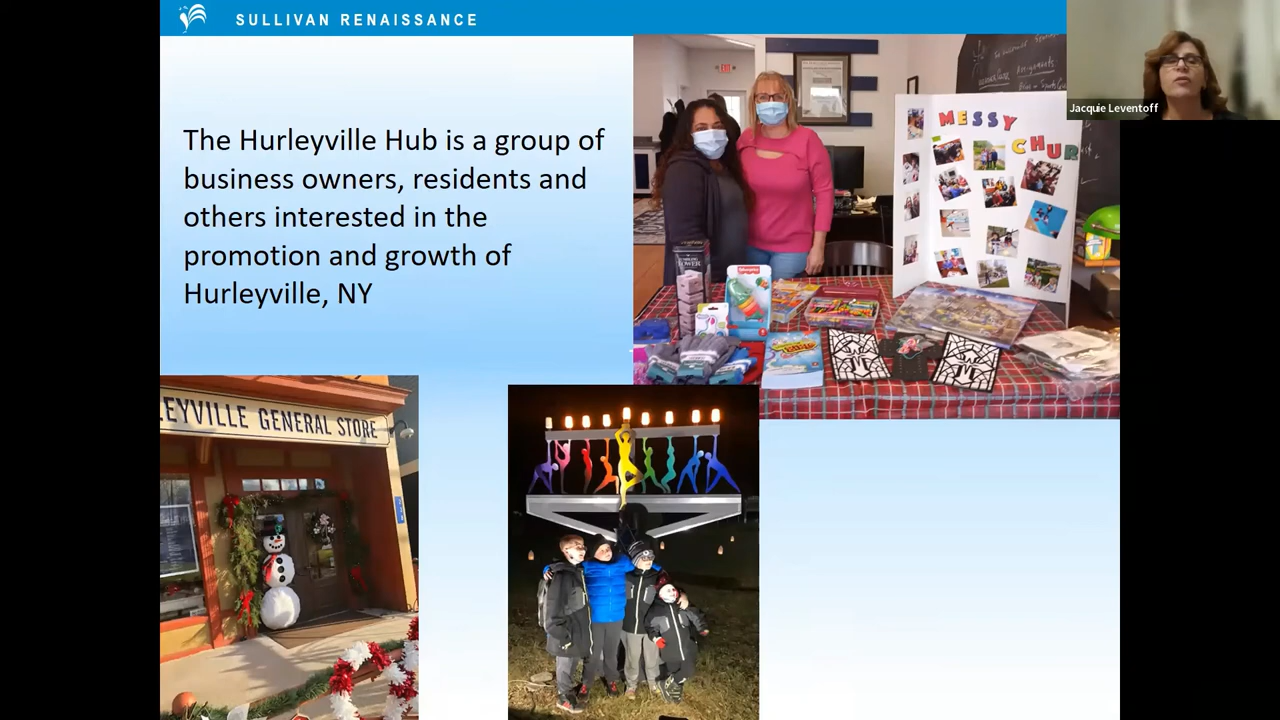 SULLIVAN RENAISSANCE
Jacquie Leventoff
The Hurleyville Hub is a group of
business owners, residents and
others interested in the
promotion and growth of
Hurleyville, NY
MESSY
CHUR
EYVILLE GENERAL STORE